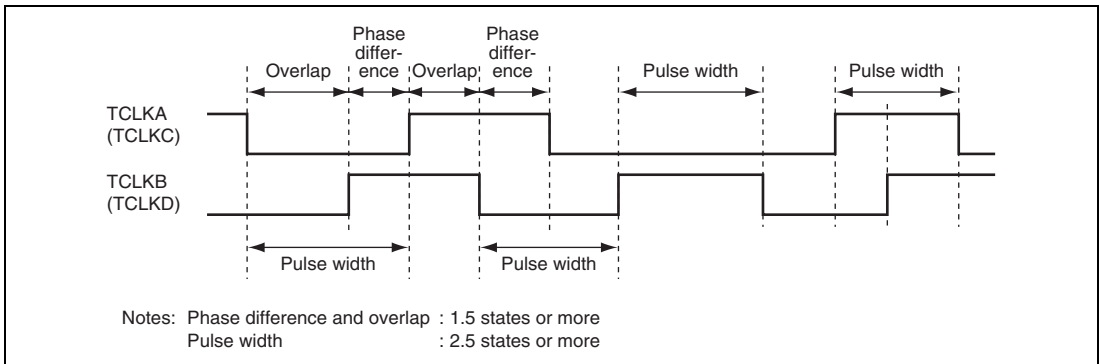 Phase
differ-
ence
Phase
differ-
ence
Overlap
Overlap
Pulse width
Pulse width
TCLKA
(TCLKC)
TCLKB
(TCLKD)
Pulse width
Pulse width
Notes: Phase difference and overlap : 1.5 states or more
Pulse width : 2.5 states or more